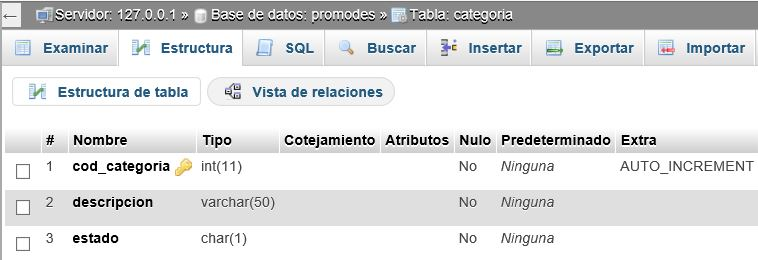 Servidor: 127.0.0.1 » Base de datos: promodes » Tabla: categoria
Examinar Estructura SQL Buscar Insertar Exportar Importar
Estructura de tabla Vista de relaciones
# Nombre Tipo Cotejamiento Atributos Nulo Predeterminado Extra
1 cod_categoria int(11) No Ninguna AUTO_INCREMENT
2 descripcion varchar(50) No Ninguna
3 estado char(1) No Ninguna